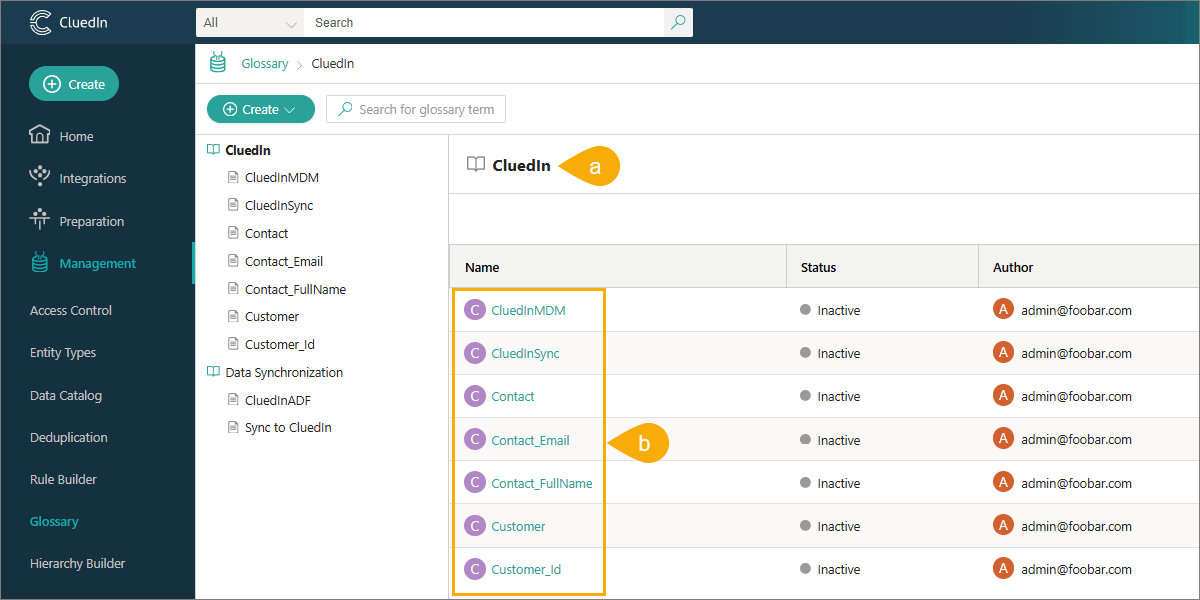 CluedIn
All
Search
Create
Home
Integrations
Preparation
Management
Access Control
Entity Types
Data Catalog
Deduplication
Rule Builder
Glossary
Hierarchy Builder
Glossary > CluedIn
Create
Search for glossary term
CluedIn
CluedInMDM
CluedInSync
Contact
Contact_Email
Contact_FullName
Customer
Customer_Id
Data Synchronization
CluedInADF
Sync to CluedIn
CluedIn
a
Name Status Author
C CluedInMDM Inactive A admin@foobar.com
C CluedInSync Inactive A admin@foobar.com
C Contact Inactive A admin@foobar.com
C Contact_Email b Inactive A admin@foobar.com
C Contact_FullName Inactive A admin@foobar.com
C Customer Inactive A admin@foobar.com
C Customer_Id Inactive A admin@foobar.com